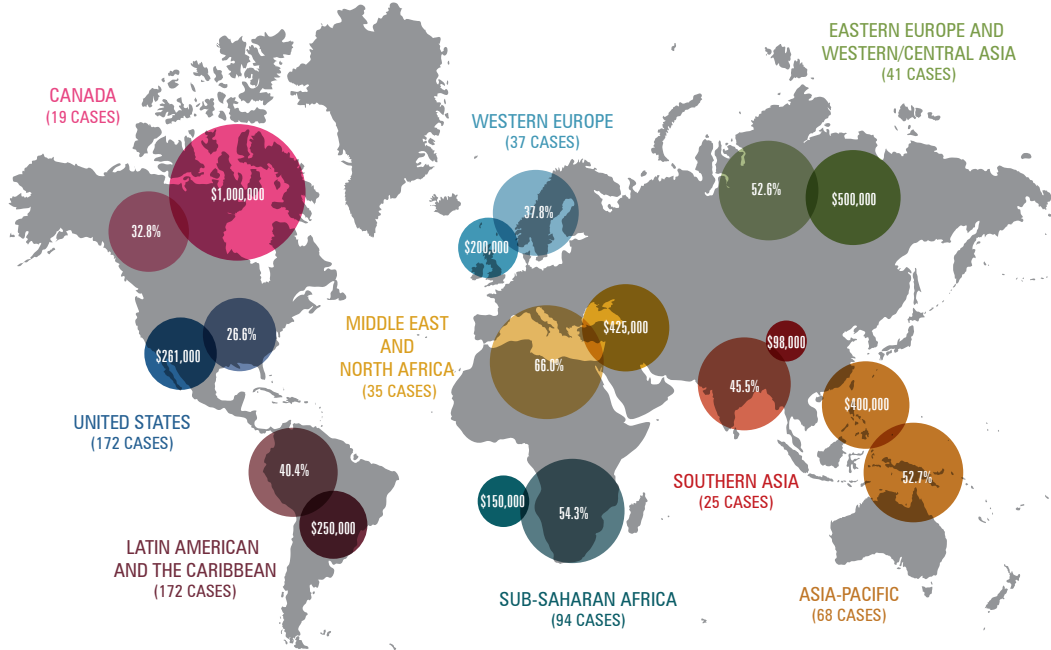 EASTERN EUROPE AND
WESTERN/CENTRAL ASIA
(41 CASES)
52.6%
$500,000
CANADA
(19 CASES)
$1,000,000
32.8%
WESTERN EUROPE
(37 CASES)
37.8%
$200,000
UNITED STATES
(172 CASES)
26.6%
$261,000
MIDDLE EAST
AND
NORTH AFRICA
(35 CASES)
$425,000
66.0%
$98,000
45.5%
SOUTHERN ASIA
(25 CASES)
$400,000
52.7%
ASIA-PACIFIC
(68 CASES)
40.4%
$250,000
LATIN AMERICAN
AND THE CARIBBEAN
(172 CASES)
$150,000
54.3%
SUB-SAHARAN AFRICA
(94 CASES)